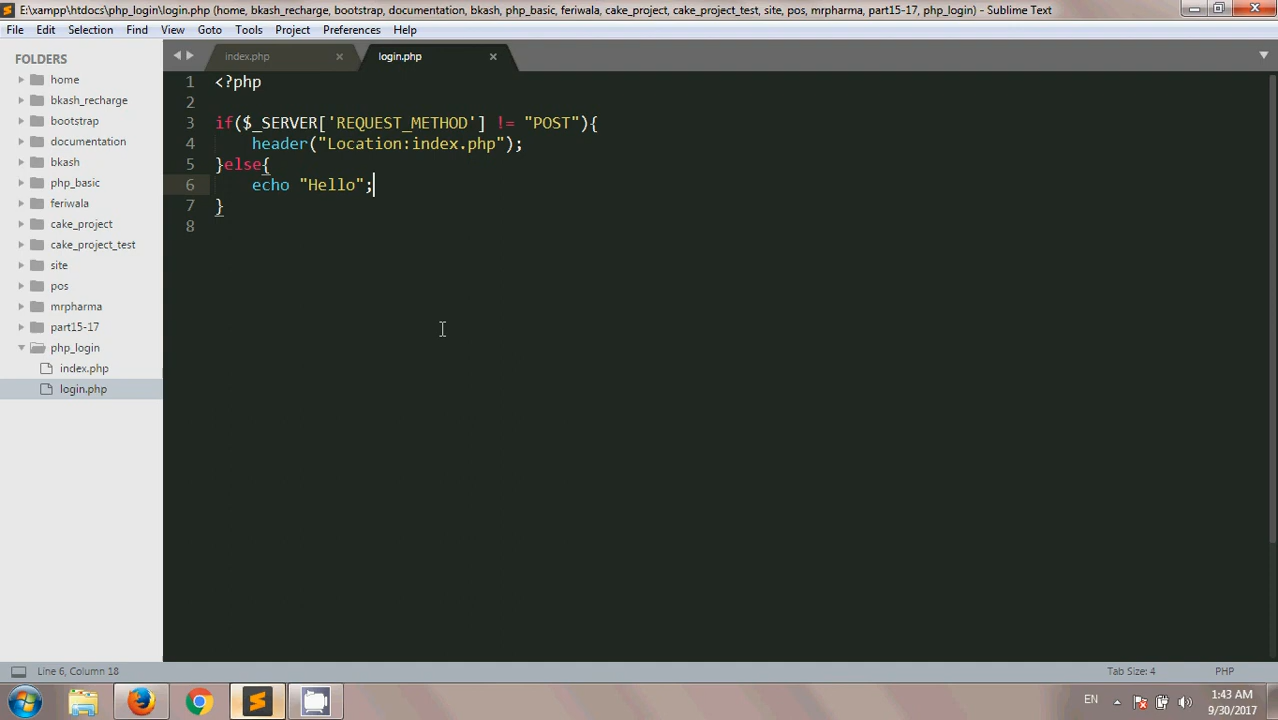 E:\xampp\htdocs\php_login\login.php (home, bkash_recharge, bootstrap, documentation, bkash, php_basic, feriwala, cake_project, cake_project_test, site, pos, mrpharma, part15-17, php_login) - Sublime Text
File Edit Selection Find View Goto Tools Project Preferences Help
FOLDERS
home
bkash_recharge
bootstrap
documentation
bkash
php_basic
feriwala
cake_project
cake_project_test
site
pos
mrpharma
part15-17
php_login
index.php
login.php
index.php login.php
1 <?php
2
3 if($_SERVER['REQUEST_METHOD'] != "POST"){
4 header("Location:index.php");
5 }else{
6 echo "Hello";
7 }
8
Line 6, Column 18 Tab Size: 4 PHP
EN 1:43 AM
9/30/2017